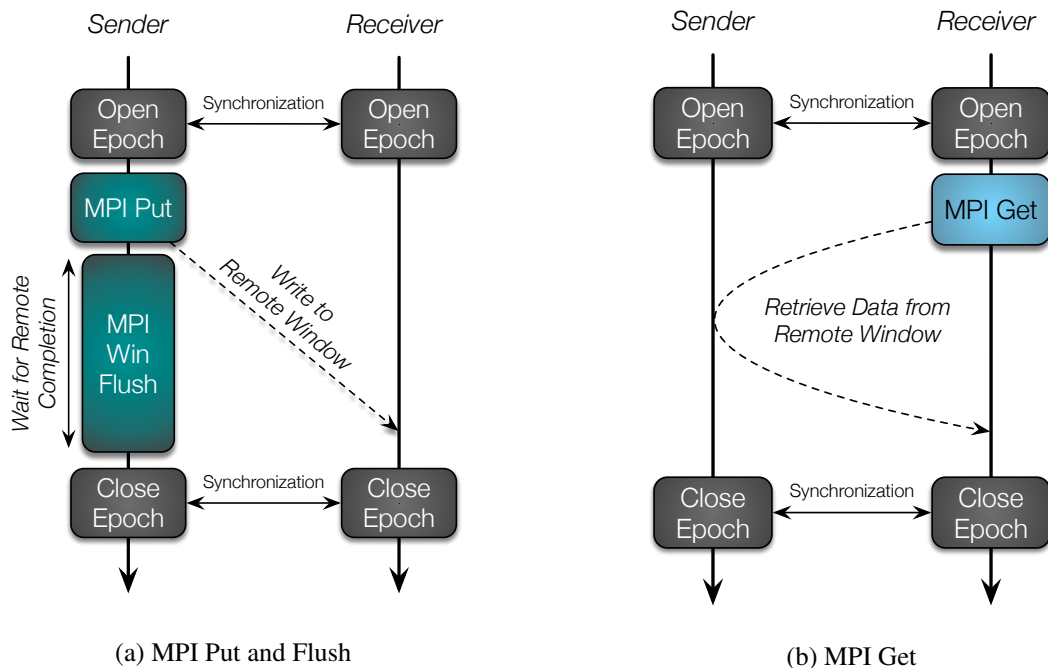 Sender
Receiver
Open
Epoch
Synchronization
Open
Epoch
MPI Put
Wait for Remote
Completion
MPI
Win
Flush
Write to
Remote Window
Close
Epoch
Synchronization
Close
Epoch
(a) MPI Put and Flush
Sender
Receiver
Open
Epoch
Synchronization
Open
Epoch
MPI Get
Retrieve Data from
Remote Window
Close
Epoch
Synchronization
Close
Epoch
(b) MPI Get